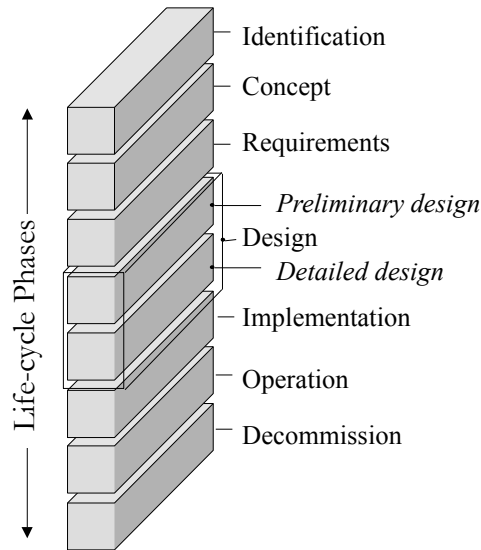 Identification
Concept
Requirements
Preliminary design
Design
Detailed design
Implementation
Operation
Decommission
Life-cycle Phases